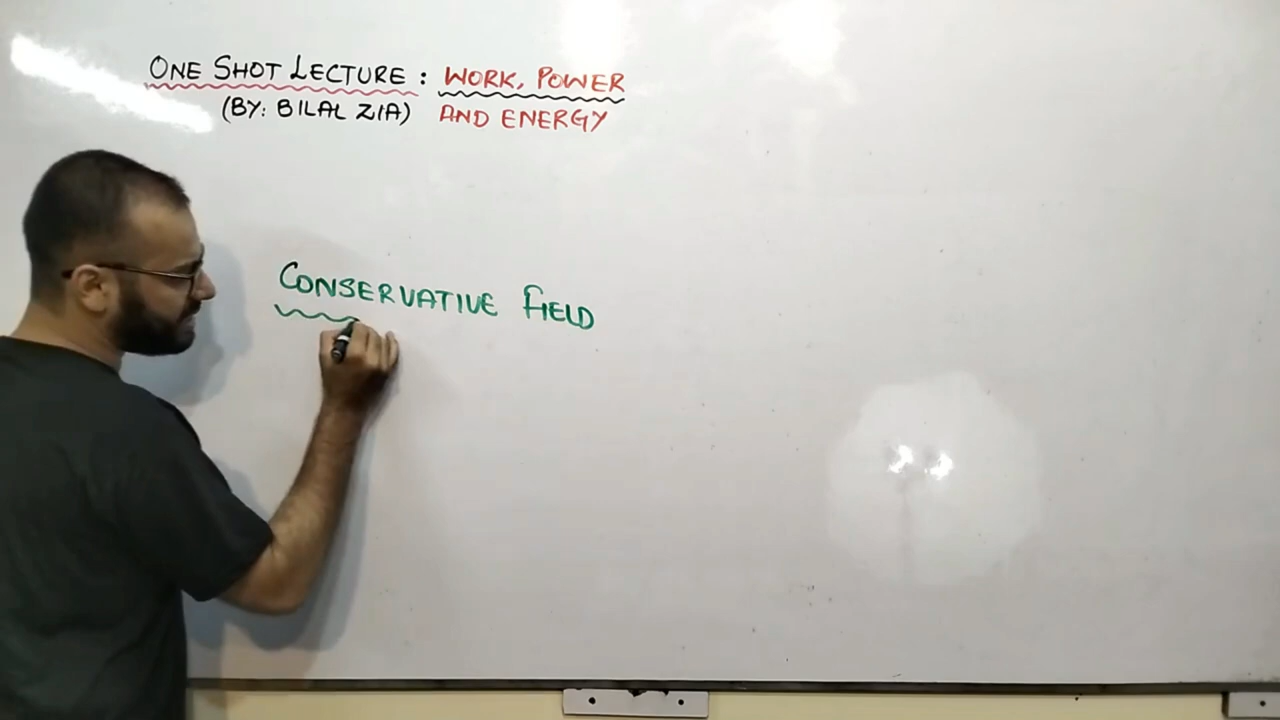 ONE SHOT LECTURE : WORK, POWER
(BY: BILAL ZIA) AND ENERGY
CONSERVATIVE FIELD